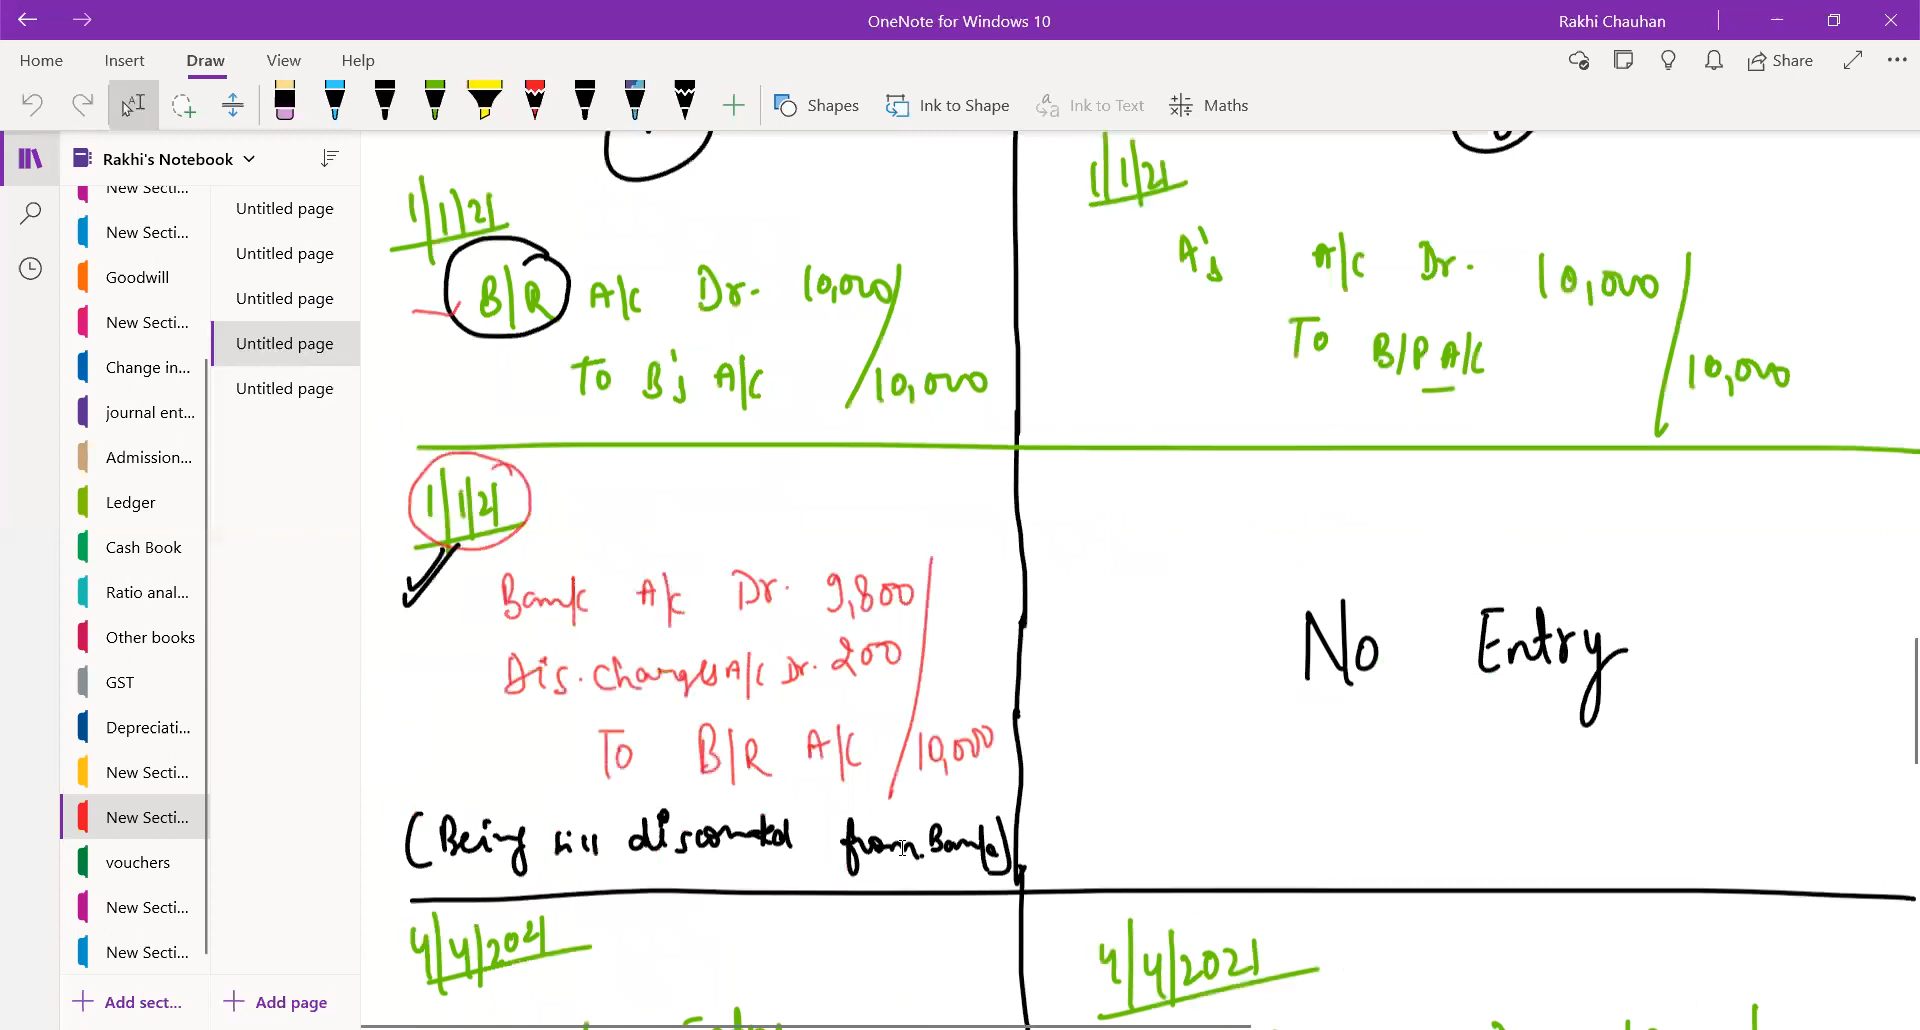 OneNote for Windows 10
Rakhi Chauhan
Home Insert Draw View Help
Share
Shapes
Ink to Shape
Ink to Text
Maths
Rakhi's Notebook
New Secti...
New Secti...
Goodwill
New Secti...
Change in...
journal ent...
Admission...
Ledger
Cash Book
Ratio anal...
Other books
GST
Depreciati...
New Secti...
New Secti...
vouchers
New Secti...
New Secti...
Add sect...
Untitled page
Untitled page
Untitled page
Untitled page
Untitled page
Add page
1/1/21
B/R A/c Dr. 10,000
To B's A/c 10,000
1/1/21
A's A/c Dr. 10,000
To B/P A/c
10,000
1/1/21
Bank A/c Dr. 9,800
Dis. Charges A/c Dr. 200
To B/R A/c 10,000
(Being bill discounted from Bank)
No Entry
4/4/2021
4/4/2021
Entry